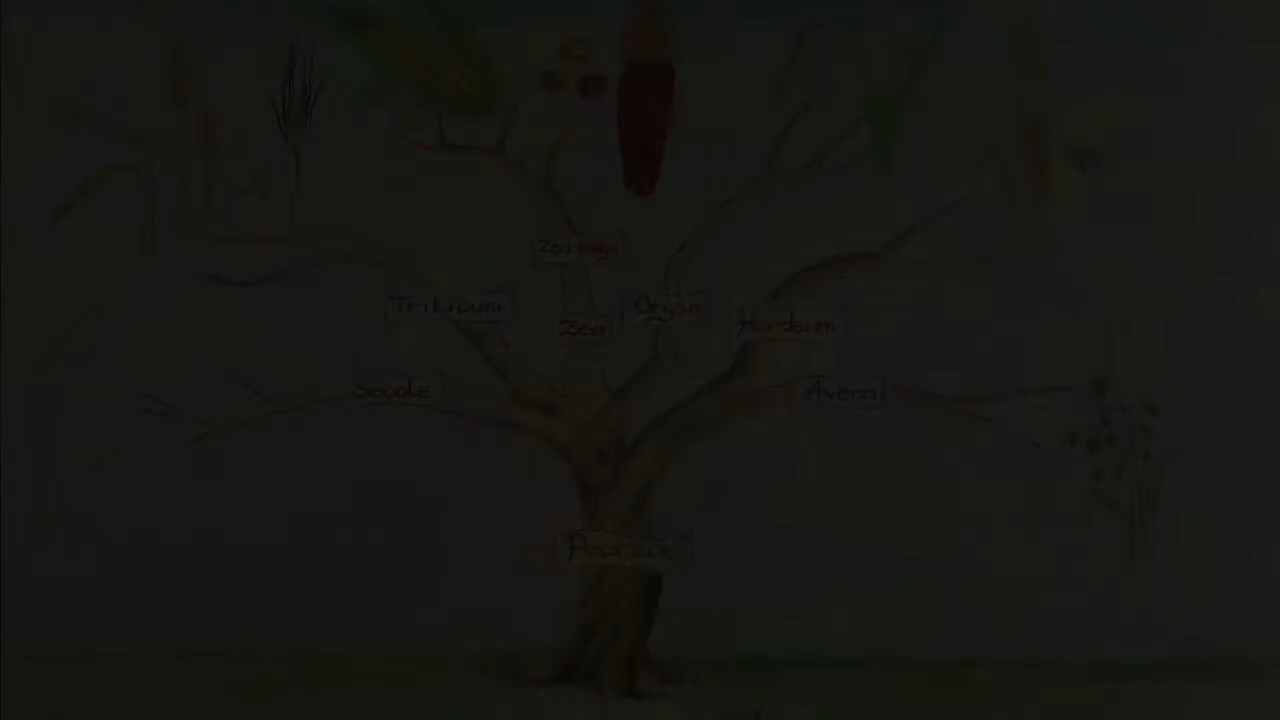 Zea mays
Triticum
Oryza
Zea
Hordeum
Secale
Avena
Poaceae